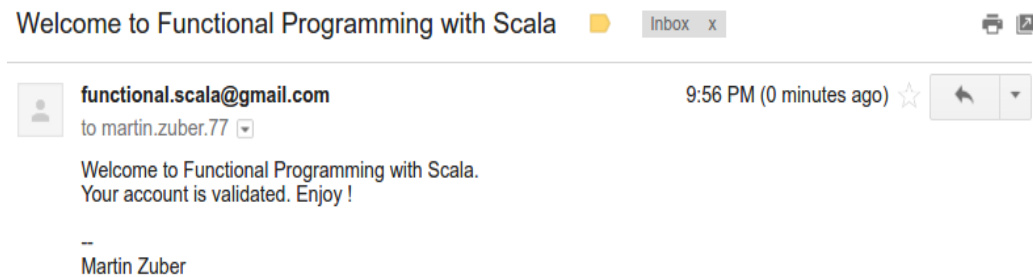 Welcome to Functional Programming with Scala Inbox x
functional.scala@gmail.com 9:56 PM (0 minutes ago)
to martin.zuber.77
Welcome to Functional Programming with Scala.
Your account is validated. Enjoy !
--
Martin Zuber